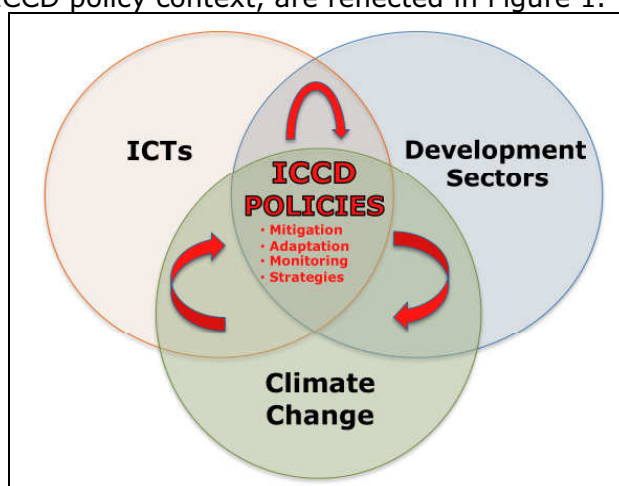 ICCD policy context, are reflected in Figure 1.
ICTs
Development
Sectors
ICCD
POLICIES
• Mitigation
• Adaptation
• Monitoring
• Strategies
Climate
Change